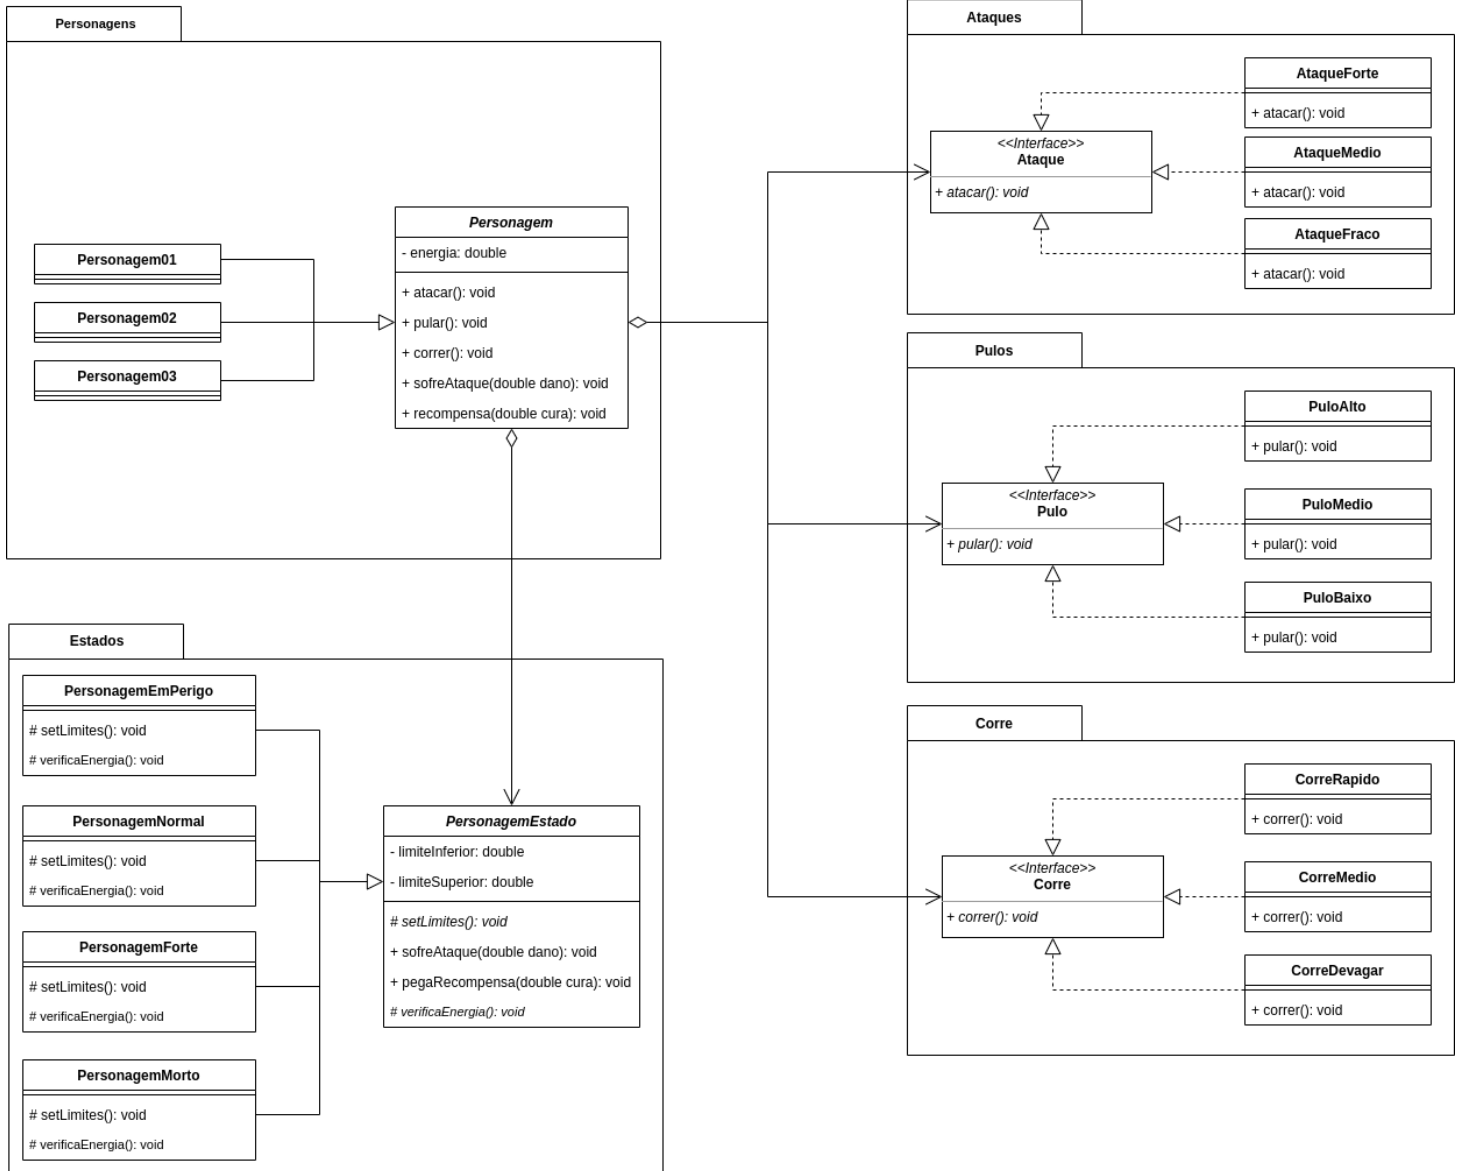 Personagens
Personagem01
Personagem02
Personagem03
Personagem
- energia: double
+ atacar(): void
+ pular(): void
+ correr(): void
+ sofreAtaque(double dano): void
+ recompensa(double cura): void
Estados
PersonagemEmPerigo
# setLimites(): void
# verificaEnergia(): void
PersonagemNormal
# setLimites(): void
# verificaEnergia(): void
PersonagemForte
# setLimites(): void
# verificaEnergia(): void
PersonagemMorto
# setLimites(): void
# verificaEnergia(): void
PersonagemEstado
- limiteInferior: double
- limiteSuperior: double
# setLimites(): void
+ sofreAtaque(double dano): void
+ pegaRecompensa(double cura): void
# verificaEnergia(): void
Ataques
<<Interface>>
Ataque
+ atacar(): void
AtaqueForte
+ atacar(): void
AtaqueMedio
+ atacar(): void
AtaqueFraco
+ atacar(): void
Pulos
<<Interface>>
Pulo
+ pular(): void
PuloAlto
+ pular(): void
PuloMedio
+ pular(): void
PuloBaixo
+ pular(): void
Corre
<<Interface>>
Corre
+ correr(): void
CorreRapido
+ correr(): void
CorreMedio
+ correr(): void
CorreDevagar
+ correr(): void